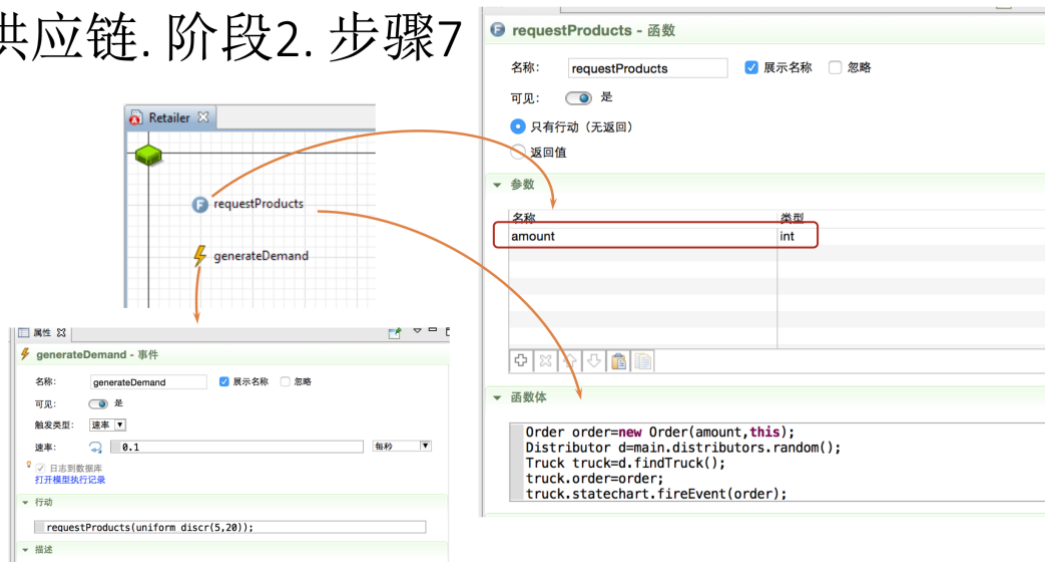 供应链. 阶段2. 步骤7
Retailer
requestProducts
generateDemand
属性
generateDemand - 事件
名称: generateDemand 展示名称 忽略
可见: 是
触发类型: 速率
速率: 0.1 每秒
日志到数据库
打开模型执行记录
行动
requestProducts(uniform_discr(5,20));
描述
requestProducts - 函数
名称: requestProducts 展示名称 忽略
可见: 是
只有行动（无返回）
返回值
参数
名称 类型
amount int
函数体
Order order=new Order(amount,this);
Distributor d=main.distributors.random();
Truck truck=d.findTruck();
truck.order=order;
truck.statechart.fireEvent(order);